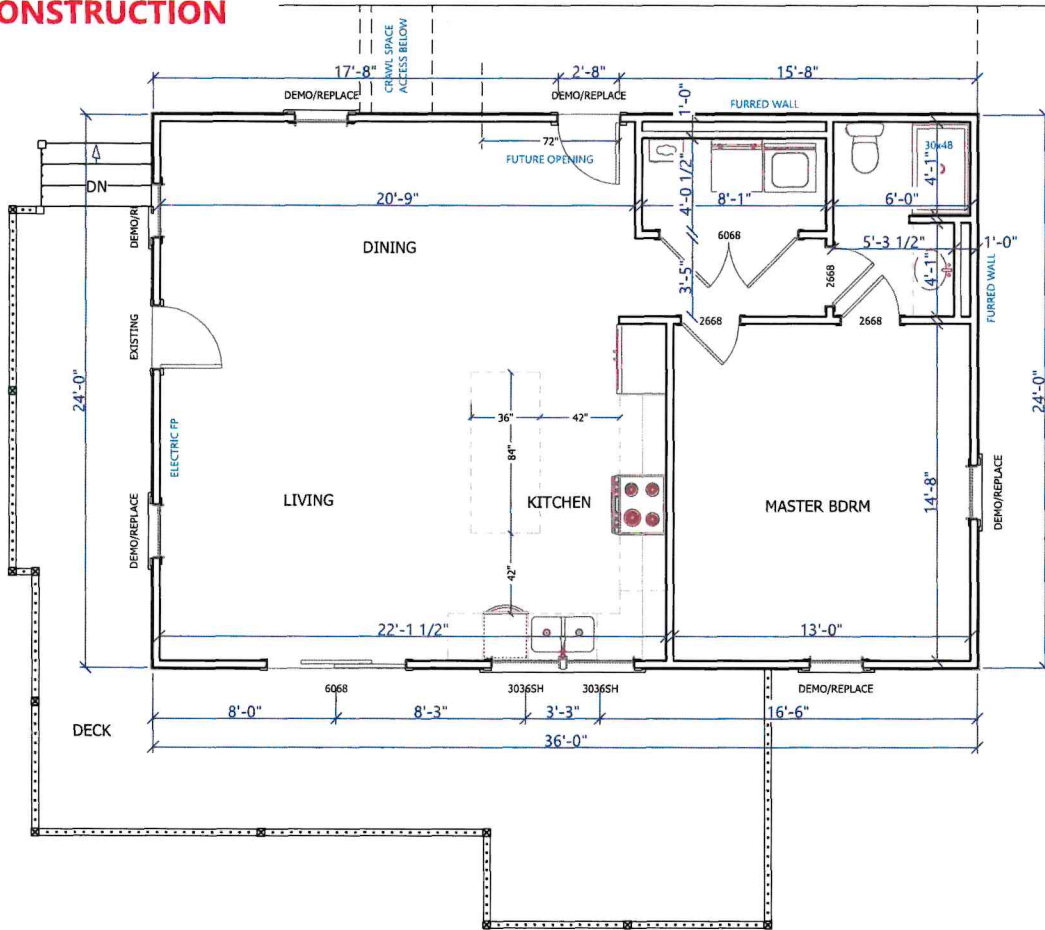 ONSTRUCTION
CRAWL SPACE
ACCESS BELOW
17'-8"
2'-8"
15'-8"
DEMO/REPLACE
DEMO/REPLACE
1'-0"
FURRED WALL
72"
FUTURE OPENING
30x48
4'-1"
DN
4'-0 1/2"
20'-9"
8'-1"
6'-0"
DEMO/R
DINING
6068
5'-3 1/2"
1'-0"
3'-5"
2668
4'-1"
FURRED WALL
EXISTING
2668
2668
24'-0"
24'-0"
36"
42"
ELECTRIC FP
84"
LIVING
KITCHEN
MASTER BDRM
14'-8"
DEMO/REPLACE
DEMO/REPLACE
42"
22'-1 1/2"
13'-0"
6068
3036SH
3036SH
DEMO/REPLACE
8'-0"
8'-3"
3'-3"
16'-6"
DECK
36'-0"